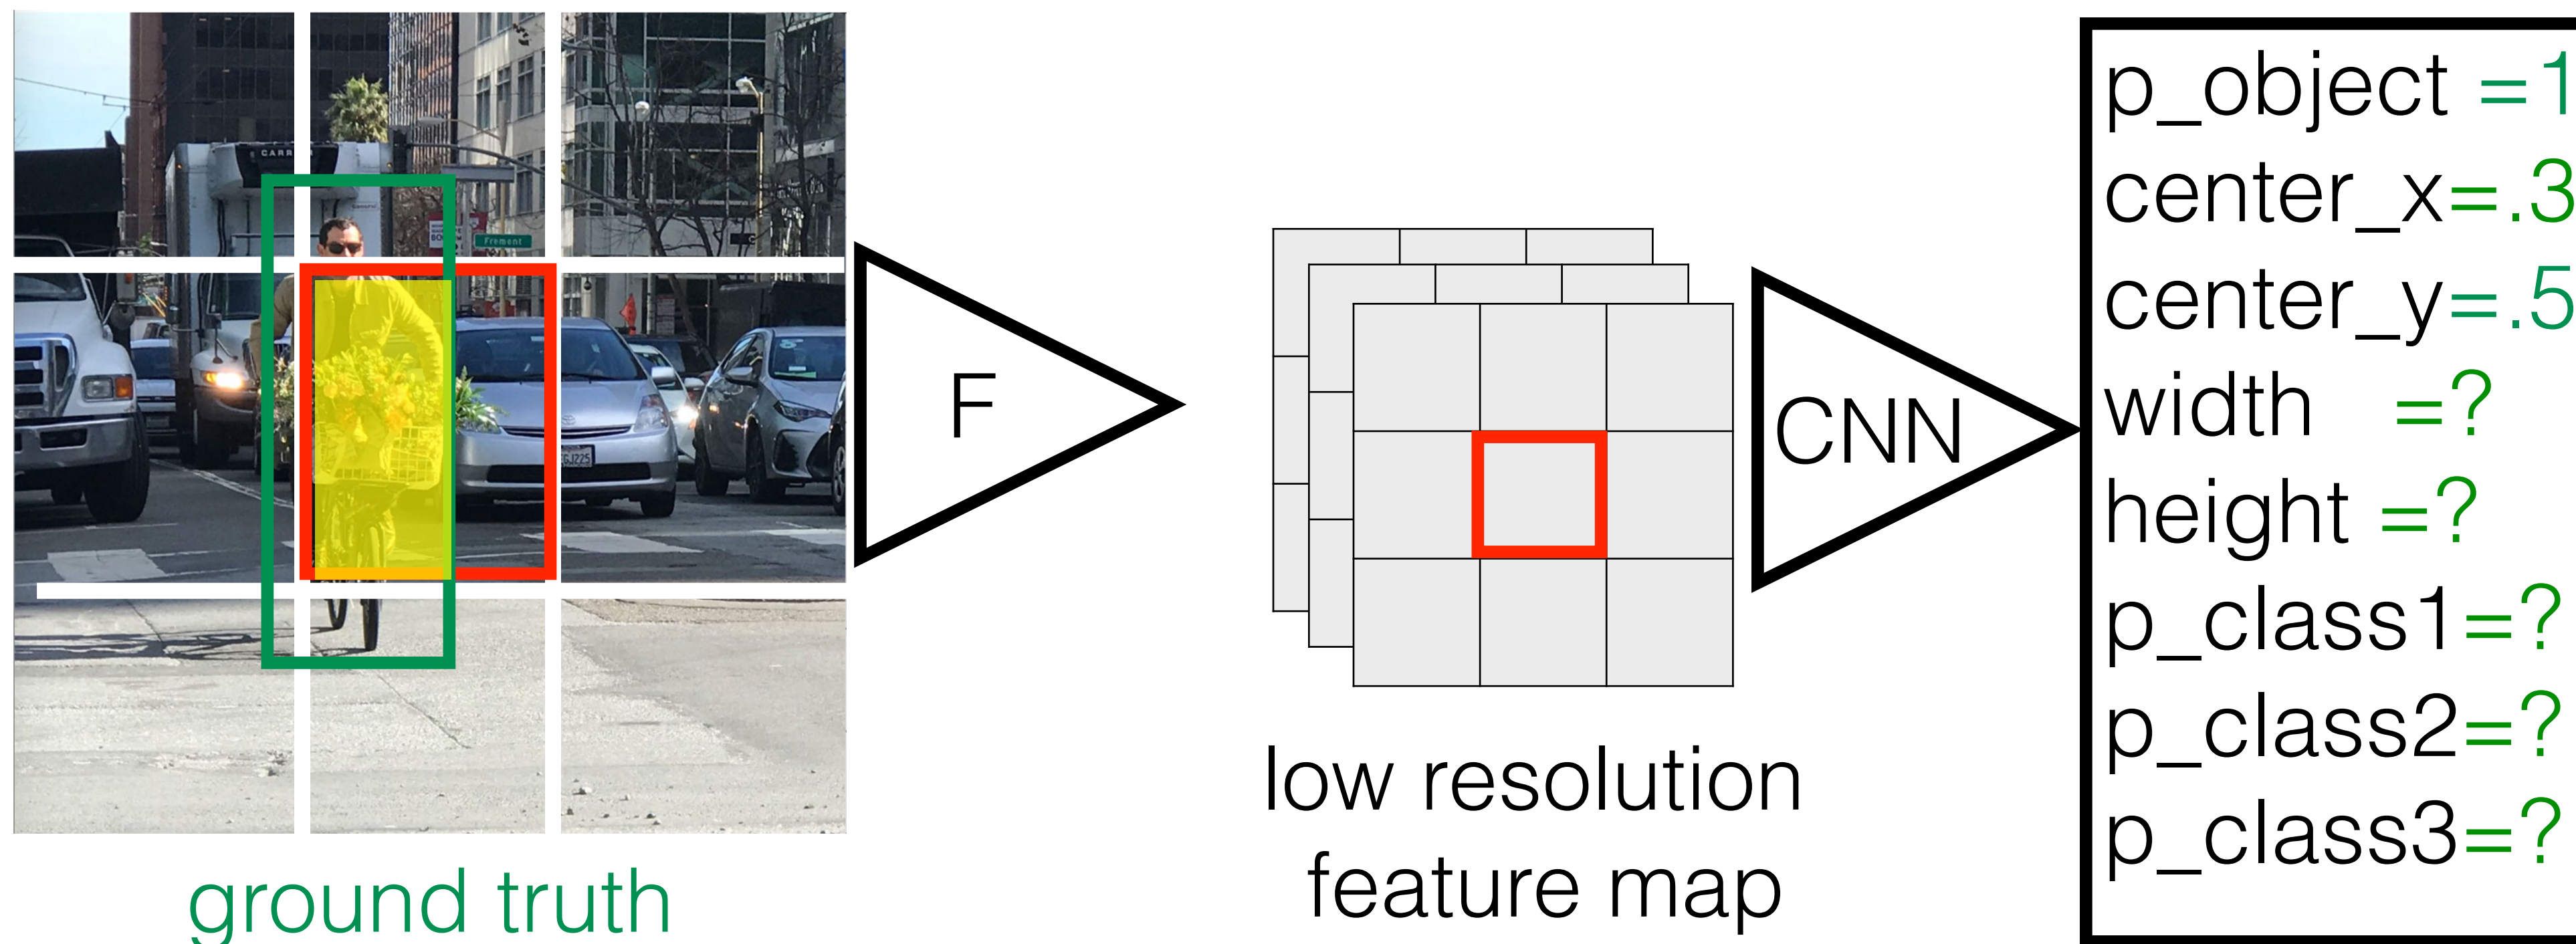 CARR
Fremont
F
CNN
p_object =1
center_x=.3
center_y=.5
width =?
height =?
p_class1=?
p_class2=?
p_class3=?
low resolution
feature map
ground truth